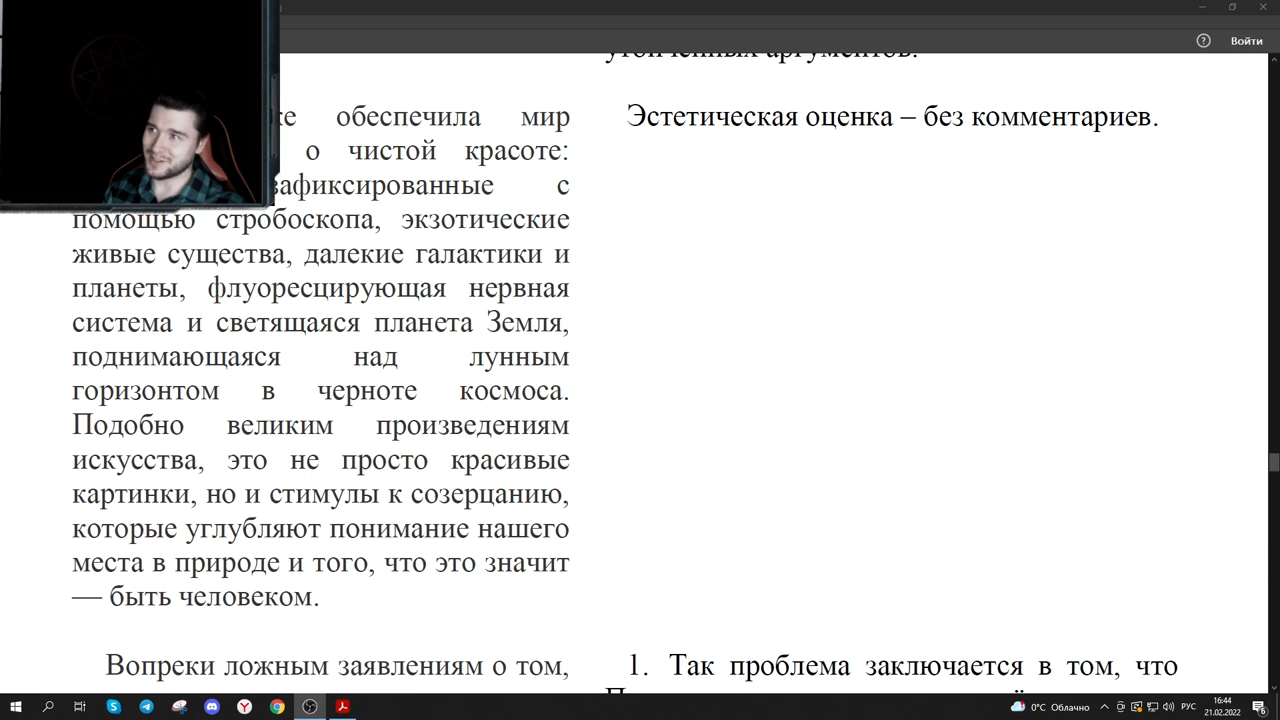 Войти
утонченных аргументов.
обеспечила мир
о чистой красоте:
зафиксированные с
помощью стробоскопа, экзотические
живые существа, далекие галактики и
планеты, флуоресцирующая нервная
система и светящаяся планета Земля,
поднимающаяся над лунным
горизонтом в черноте космоса.
Подобно великим произведениям
искусства, это не просто красивые
картинки, но и стимулы к созерцанию,
которые углубляют понимание нашего
места в природе и того, что это значит
— быть человеком.
Вопреки ложным заявлениям о том,
Эстетическая оценка – без комментариев.
1. Так проблема заключается в том, что
0°C Облачно
РУС
16:44
21.02.2022
6